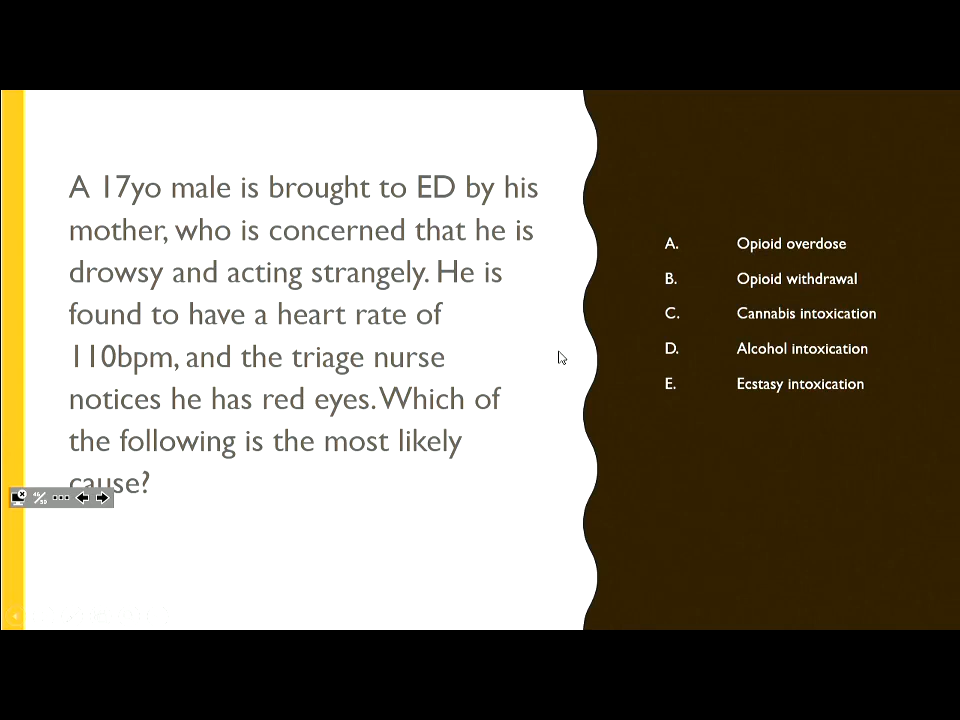 A 17yo male is brought to ED by his
mother, who is concerned that he is
drowsy and acting strangely. He is
found to have a heart rate of
110bpm, and the triage nurse
notices he has red eyes. Which of
the following is the most likely
cause?
A. Opioid overdose
B. Opioid withdrawal
C. Cannabis intoxication
D. Alcohol intoxication
E. Ecstasy intoxication